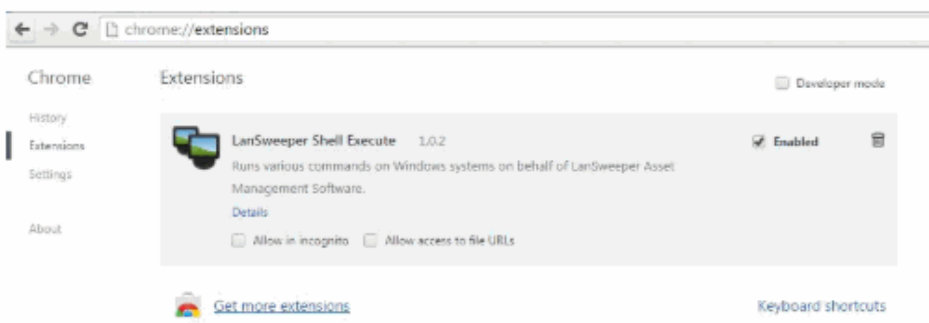 chrome://extensions
Chrome
Extensions
Developer mode
History
Extensions
Settings
About
LanSweeper Shell Execute 1.0.2
Enabled
Runs various commands on Windows systems on behalf of LanSweeper Asset
Management Software.
Details
Allow in incognito Allow access to file URLs
Get more extensions
Keyboard shortcuts